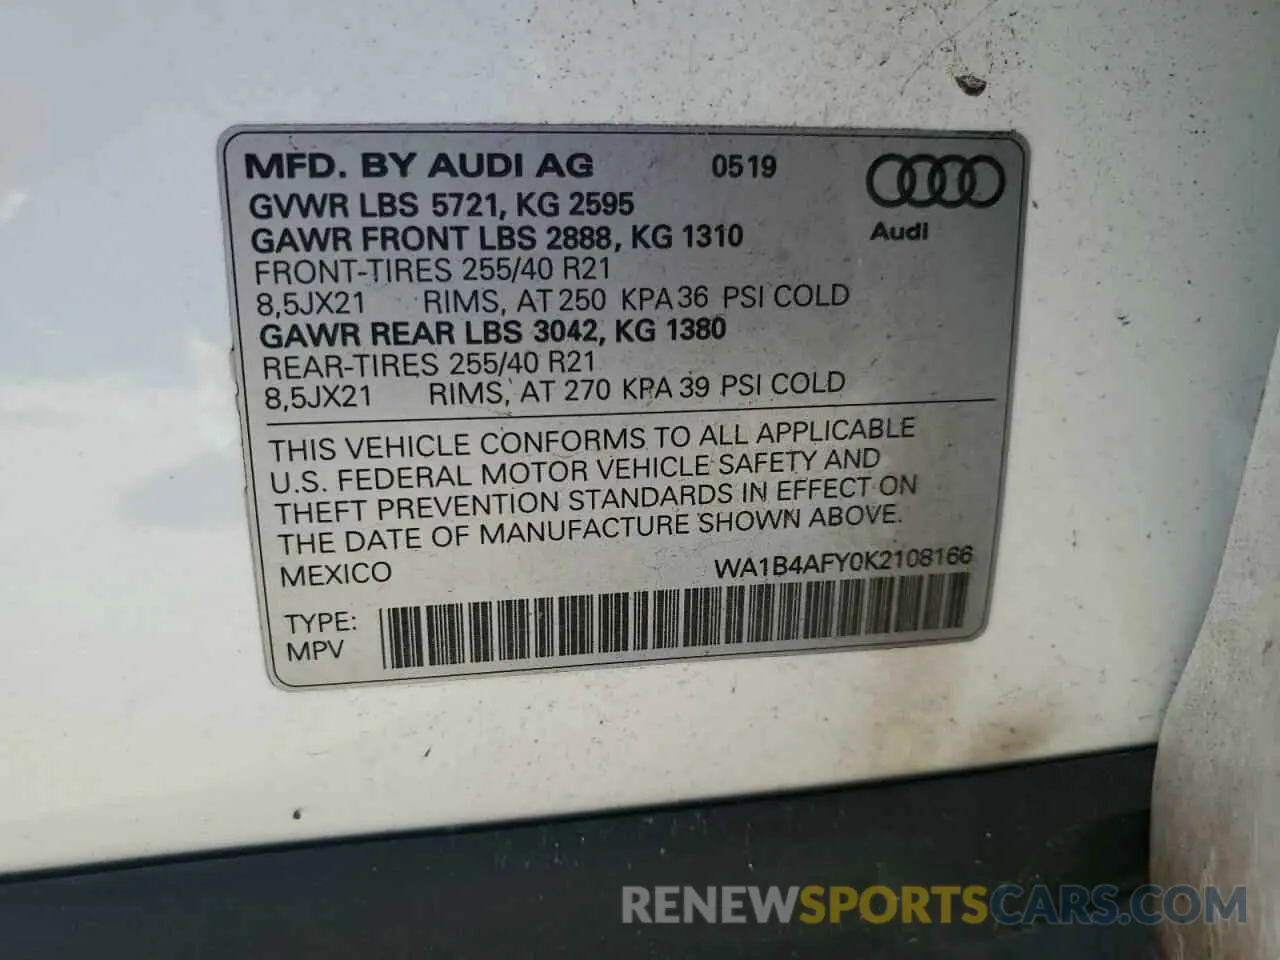 MFD. BY AUDI AG 0519
GVWR LBS 5721, KG 2595
GAWR FRONT LBS 2888, KG 1310
Audi
FRONT-TIRES 255/40 R21
8,5JX21 RIMS, AT 250 KPA 36 PSI COLD
GAWR REAR LBS 3042, KG 1380
REAR-TIRES 255/40 R21
8,5JX21 RIMS, AT 270 KPA 39 PSI COLD
THIS VEHICLE CONFORMS TO ALL APPLICABLE
U.S. FEDERAL MOTOR VEHICLE SAFETY AND
THEFT PREVENTION STANDARDS IN EFFECT ON
THE DATE OF MANUFACTURE SHOWN ABOVE.
MEXICO WA1B4AFY0K2108166
TYPE:
MPV
RENEWSPORTSCARS.COM